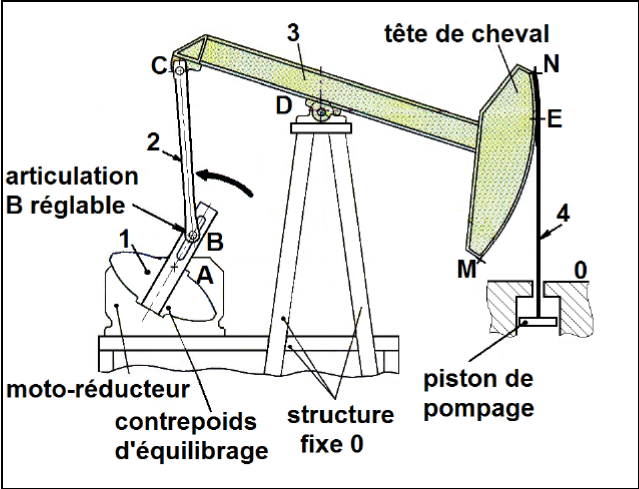 3
tête de cheval
C
N
D
E
2
articulation
B réglable
1
B
A
4
M
0
moto-réducteur
contrepoids
d'équilibrage
structure
fixe 0
piston de
pompage